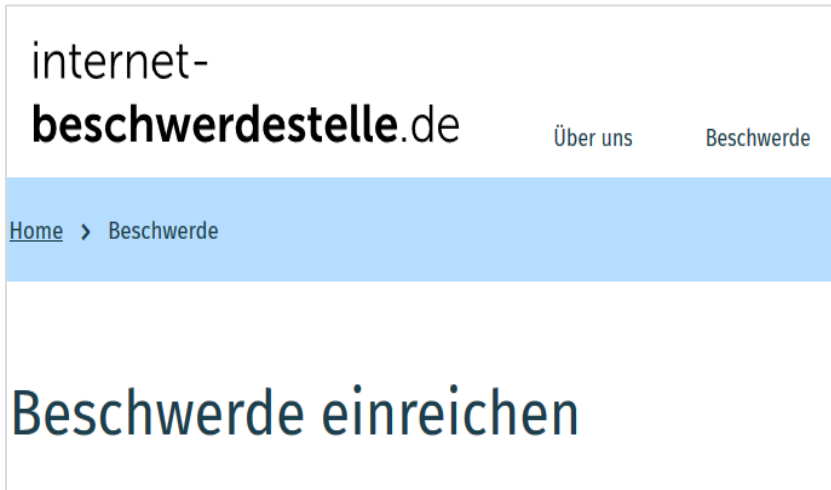 internet-
beschwerdestelle.de
Über uns Beschwerde
Home > Beschwerde
Beschwerde einreichen